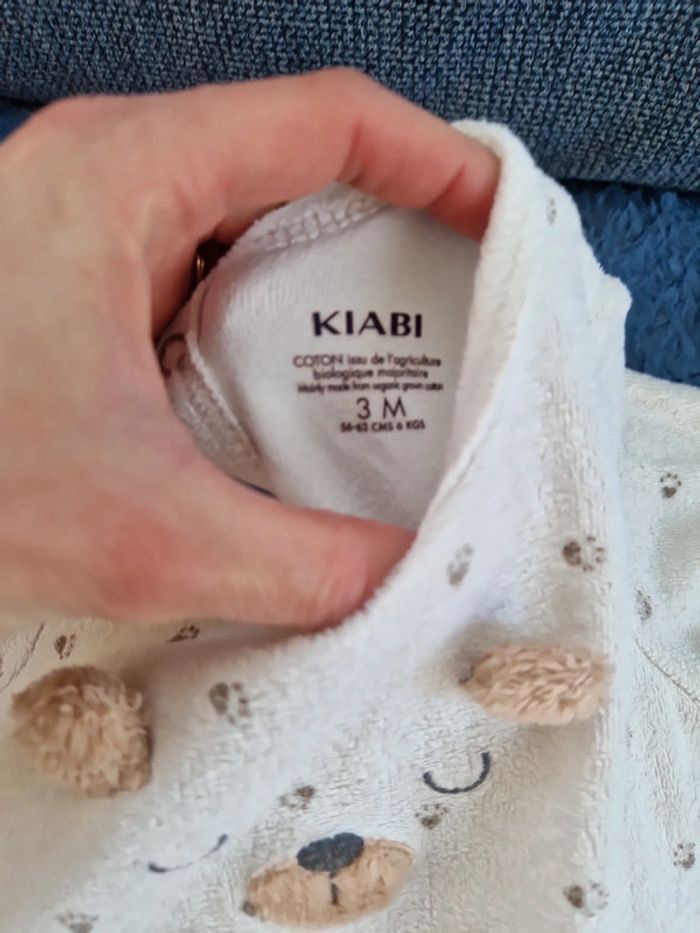 KIABI
COTON issu de l'agriculture
biologique majoritaire
Mainly made from organic grown cotton
3 M
56-62 CMS 6 KGS